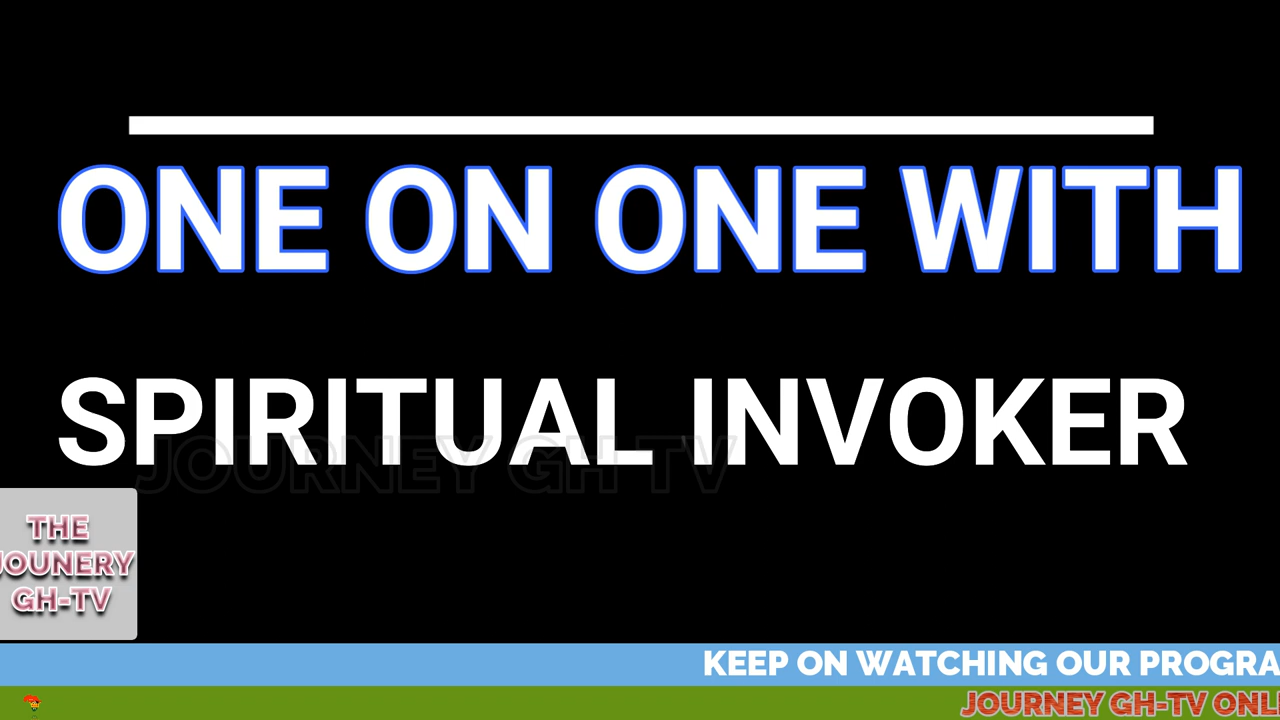 ONE ON ONE WITH
SPIRITUAL INVOKER
JOURNEY GH-TV
THE
JOUNERY
GH-TV
KEEP ON WATCHING OUR PROGRA
JOURNEY GH-TV ONL